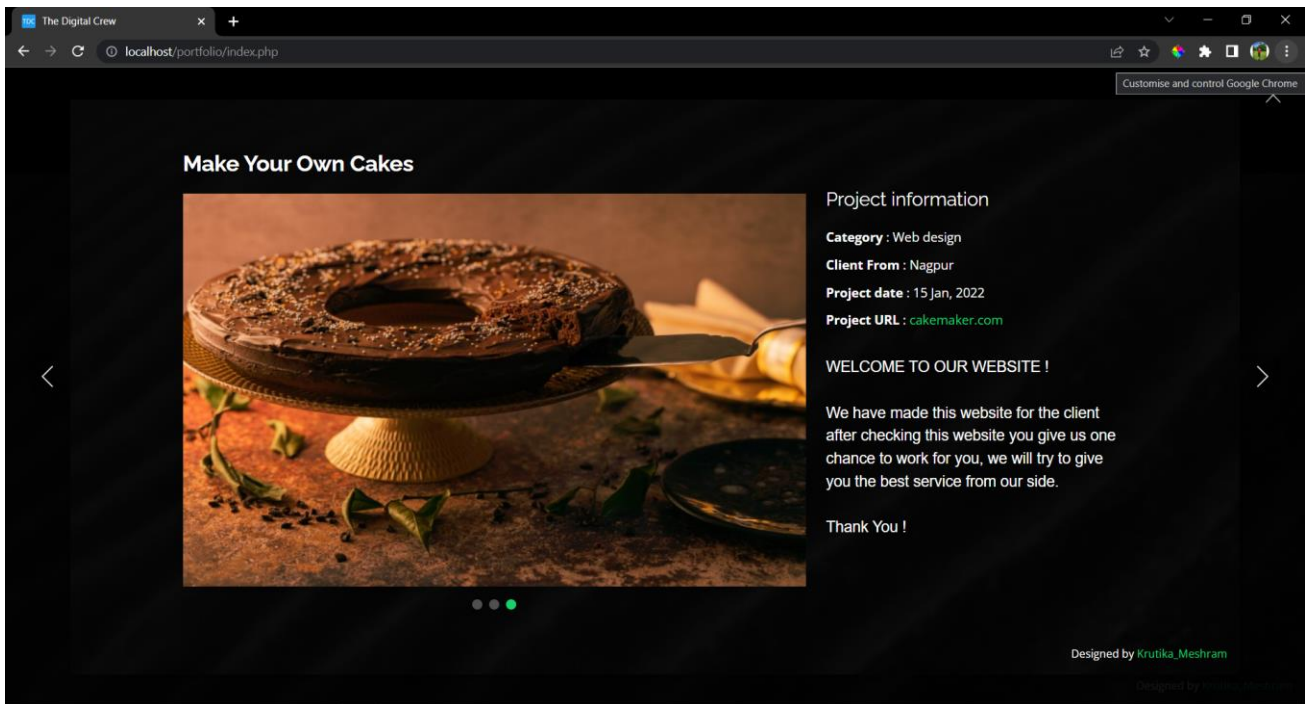 TDC The Digital Crew
localhost/portfolio/index.php
Customise and control Google Chrome
Make Your Own Cakes
Project information
Category : Web design
Client From : Nagpur
Project date : 15 Jan, 2022
Project URL : cakemaker.com
WELCOME TO OUR WEBSITE !
We have made this website for the client
after checking this website you give us one
chance to work for you, we will try to give
you the best service from our side.
Thank You !
Designed by Krutika_Meshram
Designed by